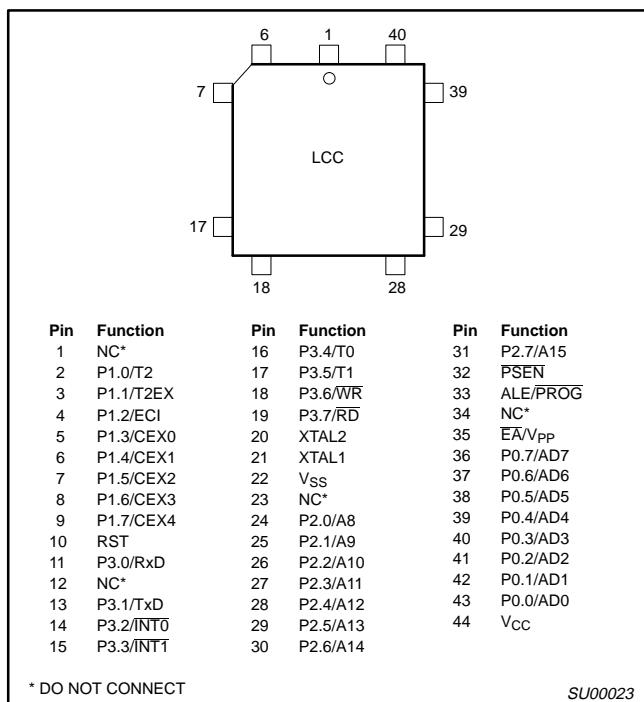 6 1 40
7 39
LCC
17 29
18 28
Pin Function Pin Function Pin Function
1 NC* 16 P3.4/T0 31 P2.7/A15
2 P1.0/T2 17 P3.5/T1 32 P̅S̅E̅N̅
3 P1.1/T2EX 18 P3.6/W̅R̅ 33 ALE/P̅R̅O̅G̅
4 P1.2/ECI 19 P3.7/R̅D̅ 34 NC*
5 P1.3/CEX0 20 XTAL2 35 E̅A̅/VPP
6 P1.4/CEX1 21 XTAL1 36 P0.7/AD7
7 P1.5/CEX2 22 VSS 37 P0.6/AD6
8 P1.6/CEX3 23 NC* 38 P0.5/AD5
9 P1.7/CEX4 24 P2.0/A8 39 P0.4/AD4
10 RST 25 P2.1/A9 40 P0.3/AD3
11 P3.0/RxD 26 P2.2/A10 41 P0.2/AD2
12 NC* 27 P2.3/A11 42 P0.1/AD1
13 P3.1/TxD 28 P2.4/A12 43 P0.0/AD0
14 P3.2/I̅N̅T̅0̅ 29 P2.5/A13 44 VCC
15 P3.3/I̅N̅T̅1̅ 30 P2.6/A14
* DO NOT CONNECT SU00023